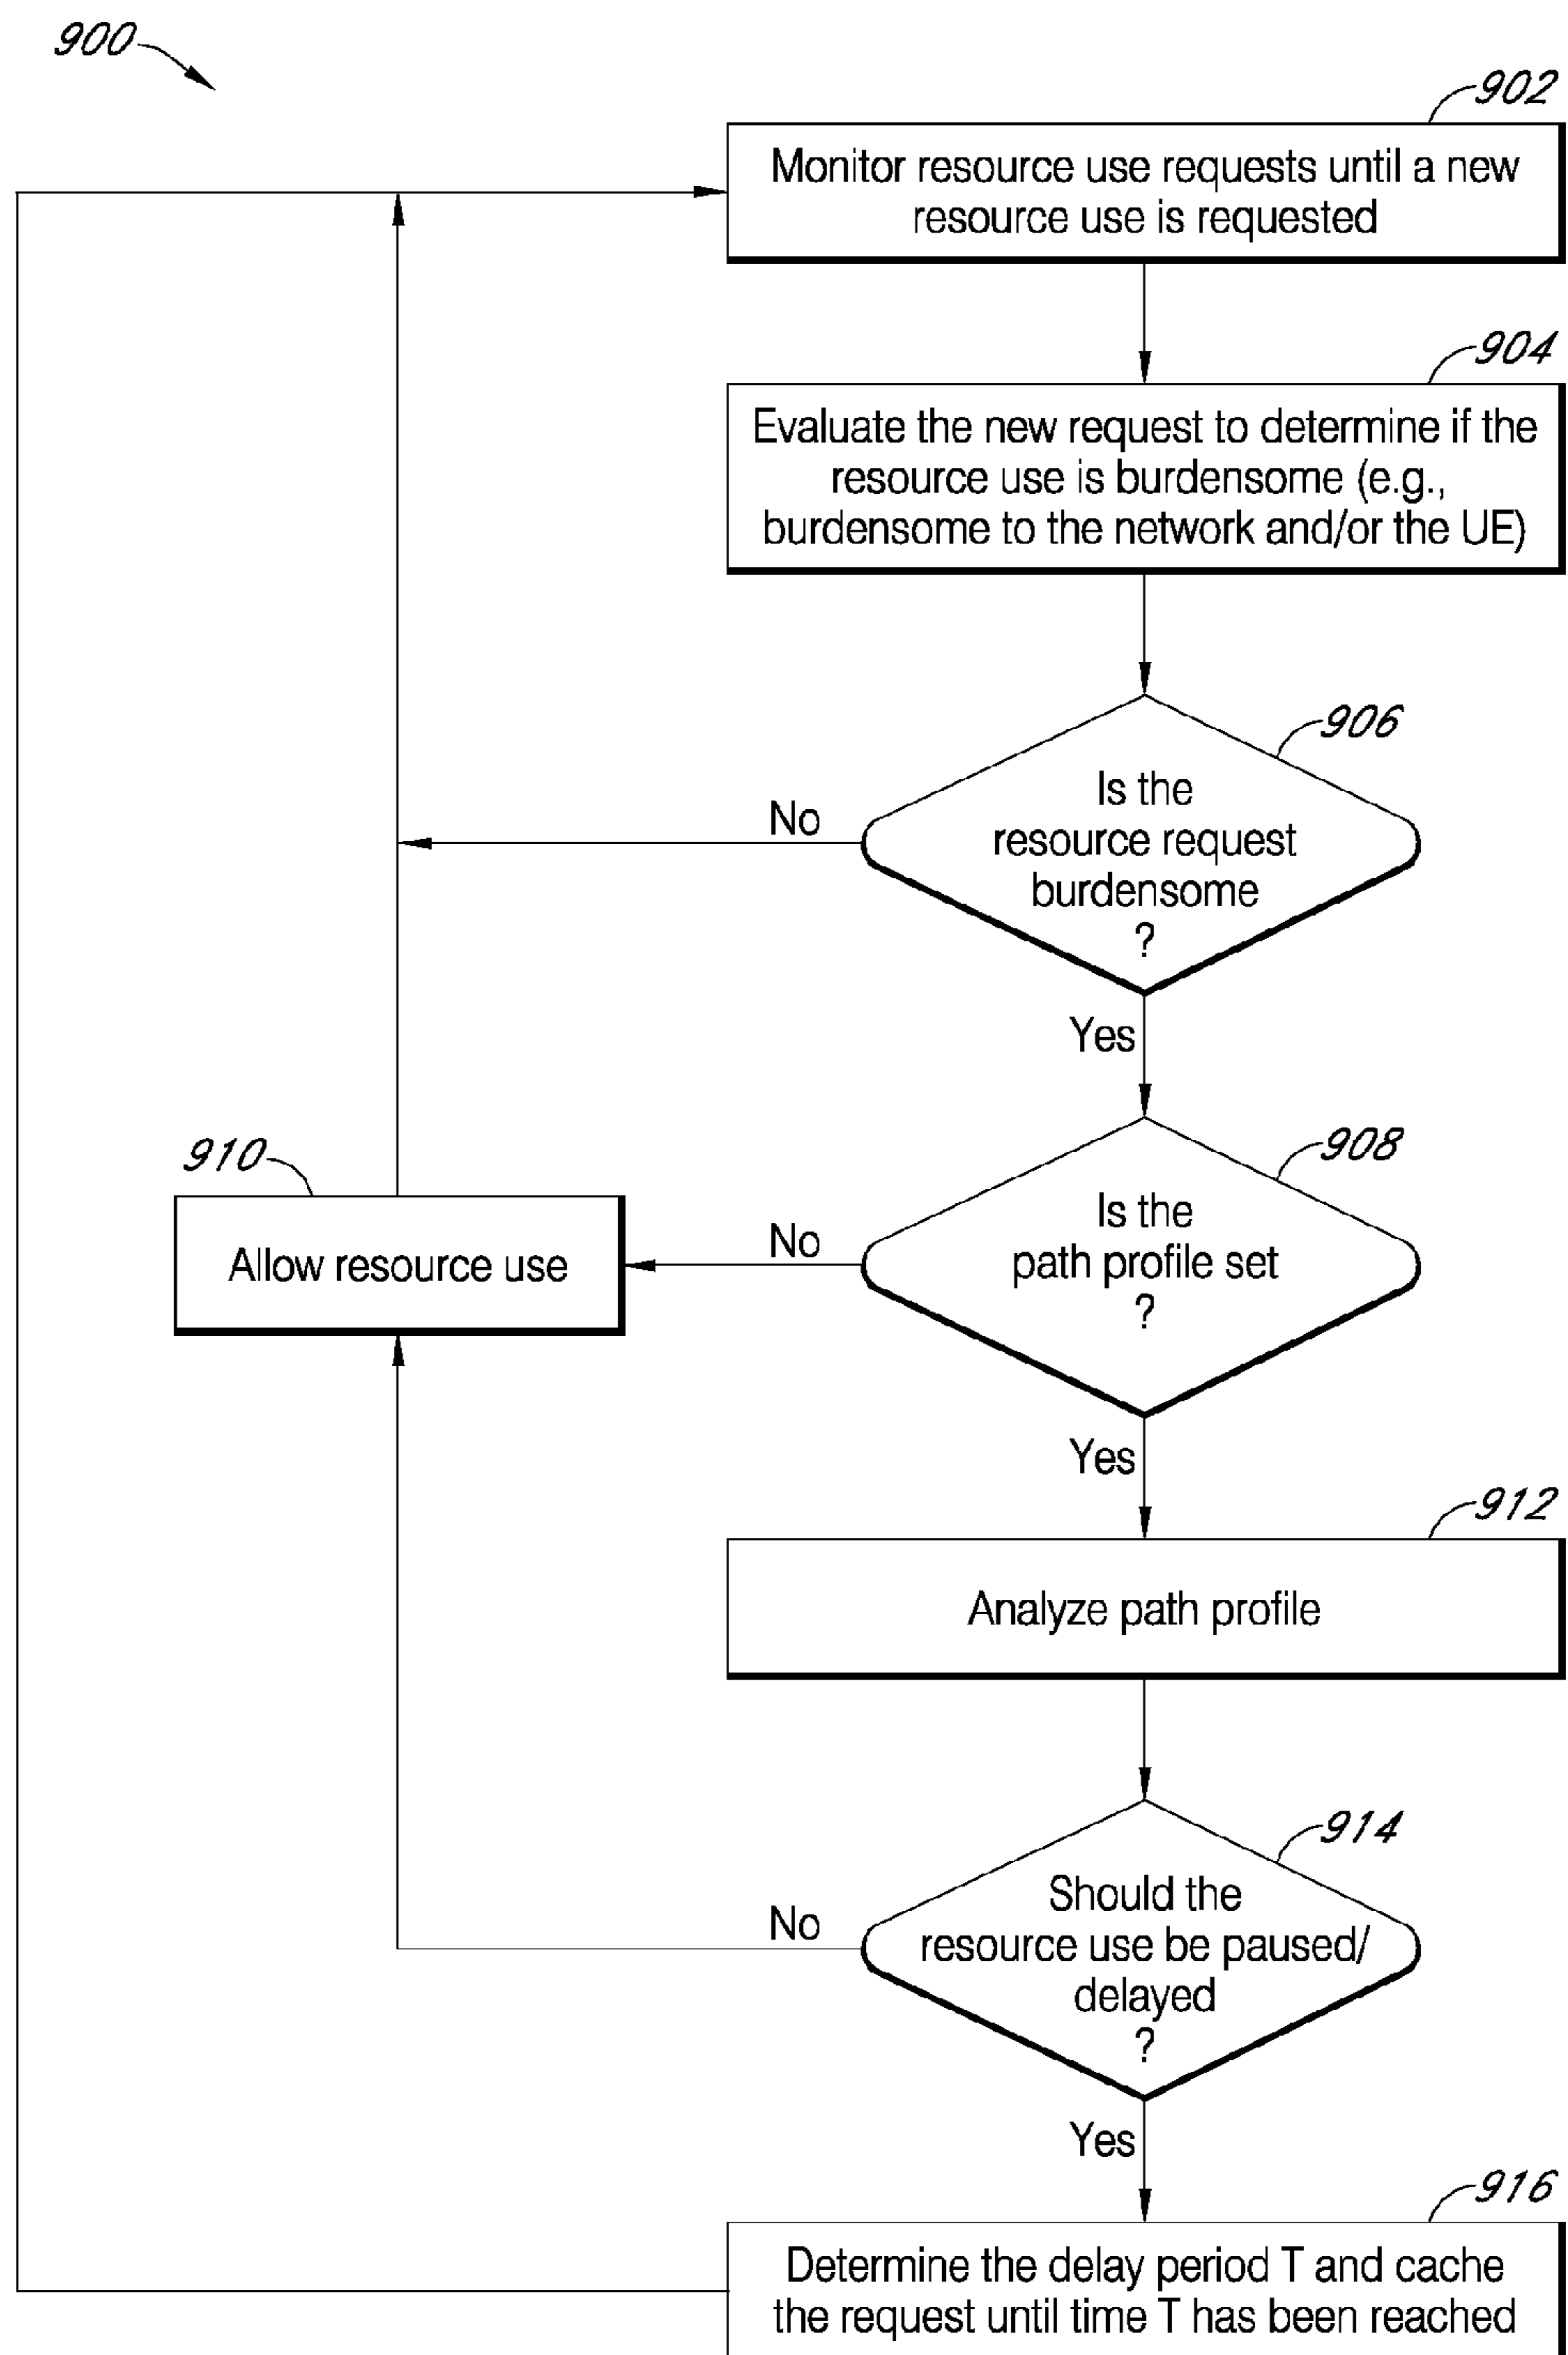 900
902
Monitor resource use requests until a new
resource use is requested
904
Evaluate the new request to determine if the
resource use is burdensome (e.g.,
burdensome to the network and/or the UE)
906
Is the
resource request
burdensome
?
No
Yes
908
Is the
path profile set
?
No
910
Allow resource use
Yes
912
Analyze path profile
914
Should the
resource use be paused/
delayed
?
No
Yes
916
Determine the delay period T and cache
the request until time T has been reached